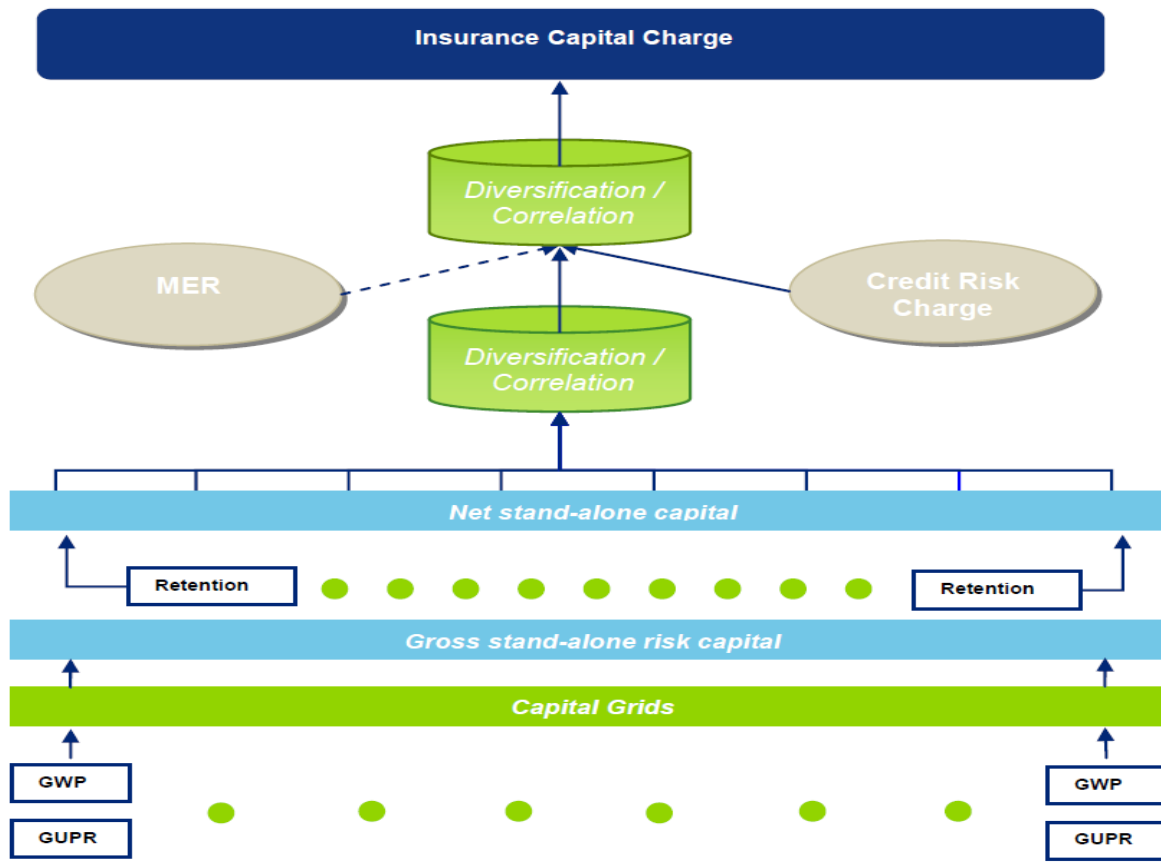 Insurance Capital Charge
Diversification /
Correlation
MER
Credit Risk
Charge
Diversification /
Correlation
Net stand-alone capital
Retention
Retention
Gross stand-alone risk capital
Capital Grids
GWP
GWP
GUPR
GUPR